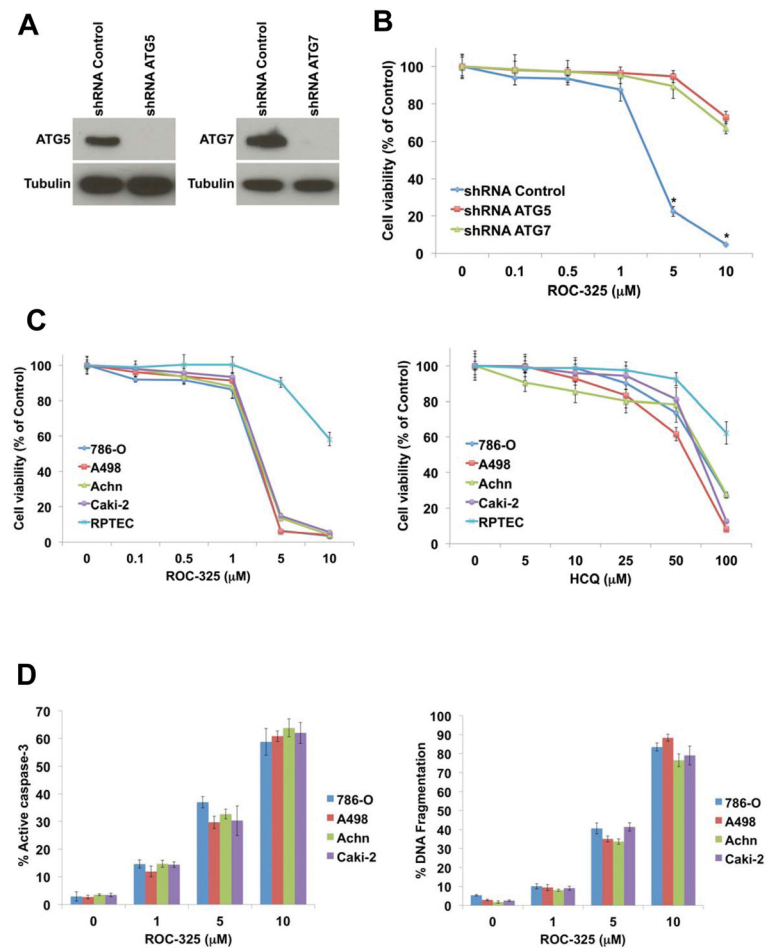 A
shRNA Control
shRNA ATG5
ATG5
Tubulin
shRNA Control
shRNA ATG7
ATG7
Tubulin
B
Cell viability (% of Control)
120
100
80
60
40
20
0
shRNA Control
shRNA ATG5
shRNA ATG7
*
*
0 0.1 0.5 1 5 10
ROC-325 (µM)
C
Cell viability (% of Control)
120
100
80
60
40
20
0
786-O
A498
Achn
Caki-2
RPTEC
0 0.1 0.5 1 5 10
ROC-325 (µM)
Cell viability (% of Control)
120
100
80
60
40
20
0
786-O
A498
Achn
Caki-2
RPTEC
0 5 10 25 50 100
HCQ (µM)
D
% Active caspase-3
70
60
50
40
30
20
10
0
786-O
A498
Achn
Caki-2
0 1 5 10
ROC-325 (µM)
% DNA Fragmentation
100
90
80
70
60
50
40
30
20
10
0
786-O
A498
Achn
Caki-2
0 1 5 10
ROC-325 (µM)